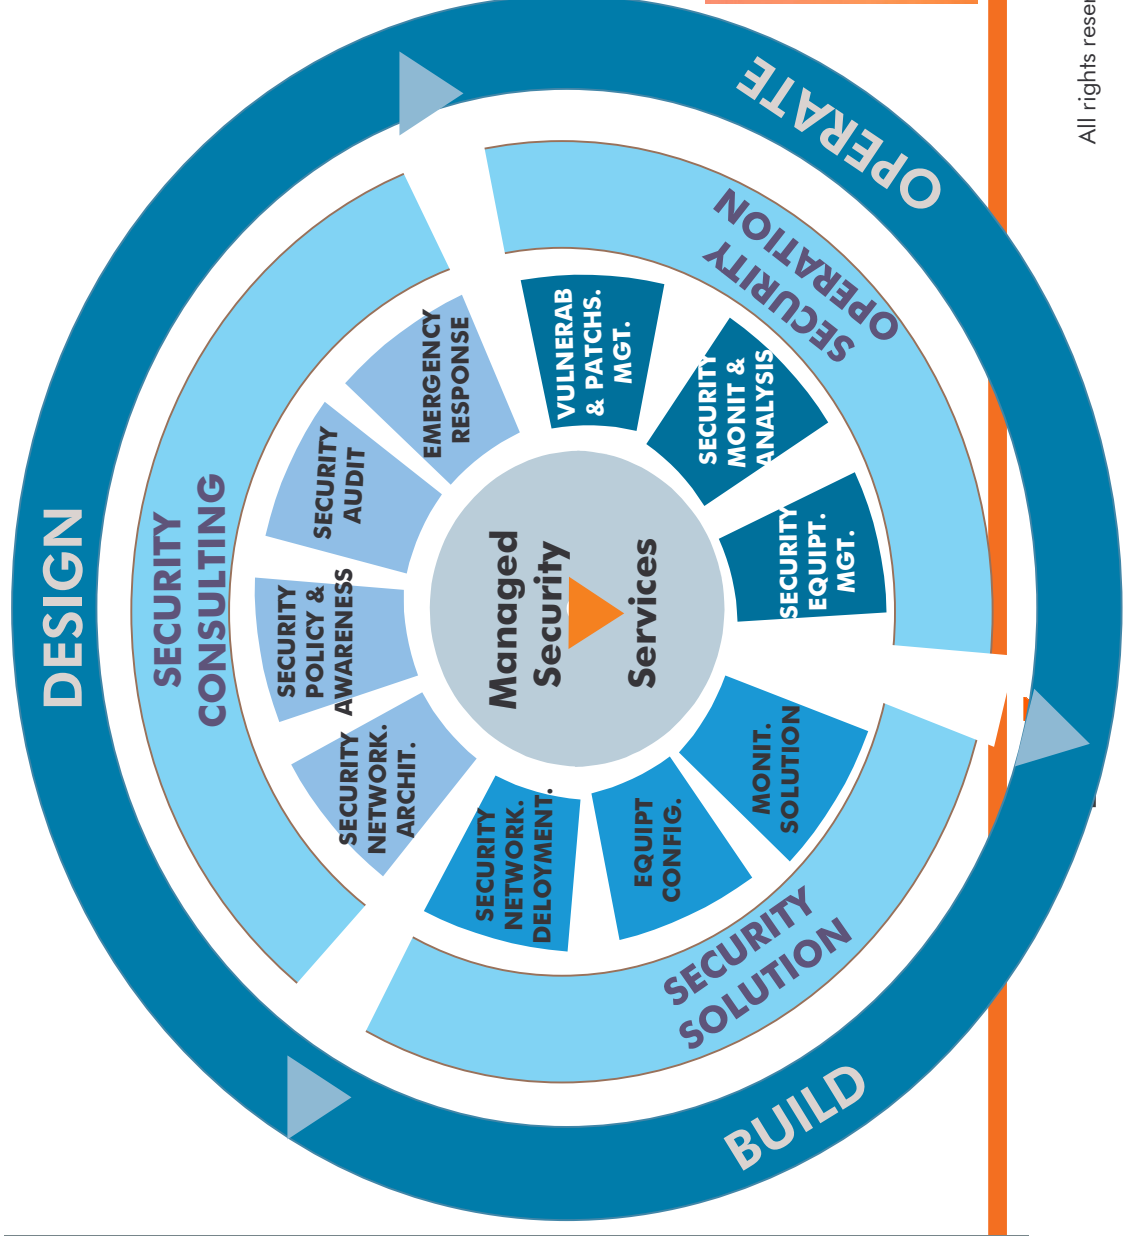 DESIGN
SECURITY
CONSULTING
SECURITY
NETWORK.
ARCHIT.
SECURITY
POLICY &
AWARENESS
SECURITY
AUDIT
EMERGENCY
RESPONSE
OPERATE
SECURITY
OPERATION
VULNERAB
& PATCHS.
MGT.
SECURITY
MONIT &
ANALYSIS
SECURITY
EQUIPT.
MGT.
BUILD
SECURITY
SOLUTION
SECURITY
NETWORK.
DELOYMENT.
EQUIPT
CONFIG.
MONIT.
SOLUTION
Managed
Security
Services
All rights